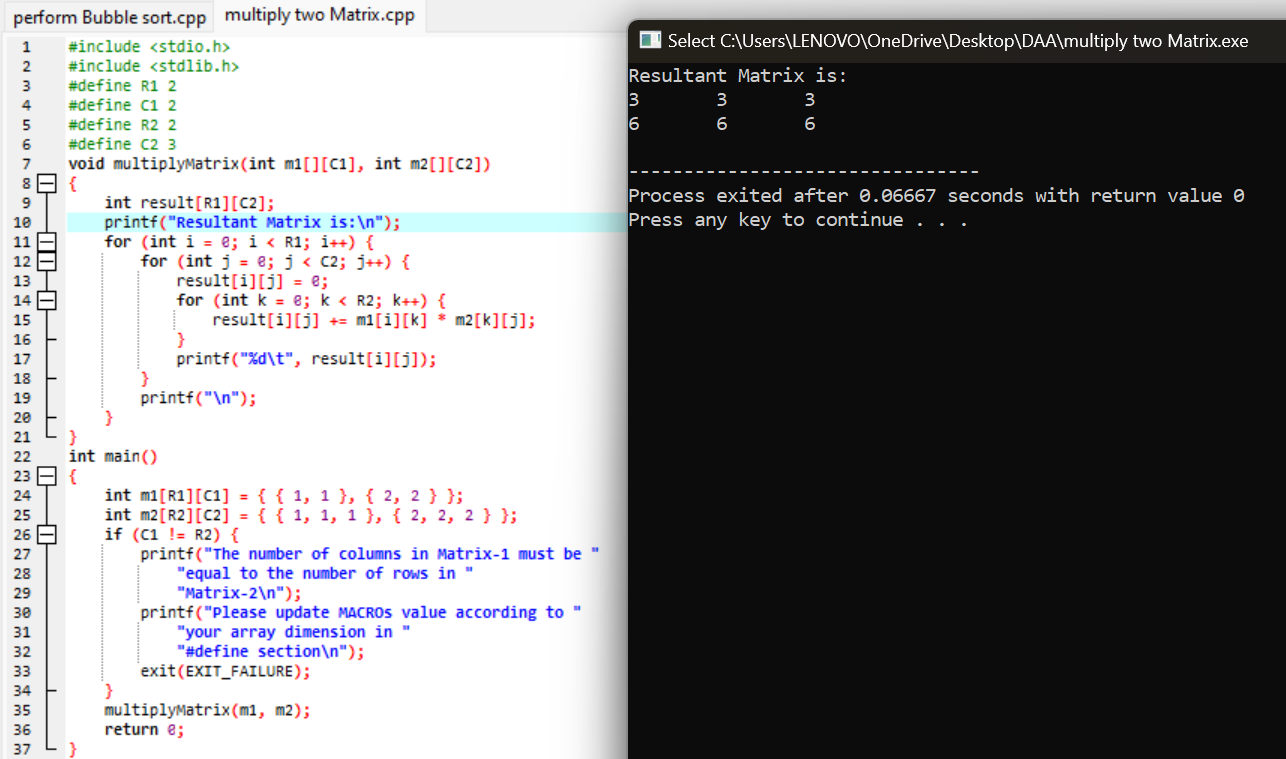 perform Bubble sort.cpp multiply two Matrix.cpp
1 #include <stdio.h>
2 #include <stdlib.h>
3 #define R1 2
4 #define C1 2
5 #define R2 2
6 #define C2 3
7 void multiplyMatrix(int m1[][C1], int m2[][C2])
8 {
9 int result[R1][C2];
10 printf("Resultant Matrix is:\n");
11 for (int i = 0; i < R1; i++) {
12 for (int j = 0; j < C2; j++) {
13 result[i][j] = 0;
14 for (int k = 0; k < R2; k++) {
15 result[i][j] += m1[i][k] * m2[k][j];
16 }
17 printf("%d\t", result[i][j]);
18 }
19 printf("\n");
20 }
21 }
22 int main()
23 {
24 int m1[R1][C1] = { { 1, 1 }, { 2, 2 } };
25 int m2[R2][C2] = { { 1, 1, 1 }, { 2, 2, 2 } };
26 if (C1 != R2) {
27 printf("The number of columns in Matrix-1 must be "
28 "equal to the number of rows in "
29 "Matrix-2\n");
30 printf("Please update MACROs value according to "
31 "your array dimension in "
32 "#define section\n");
33 exit(EXIT_FAILURE);
34 }
35 multiplyMatrix(m1, m2);
36 return 0;
37 }
Select C:\Users\LENOVO\OneDrive\Desktop\DAA\multiply two Matrix.exe
Resultant Matrix is:
3 3 3
6 6 6
--------------------------------
Process exited after 0.06667 seconds with return value 0
Press any key to continue . . .